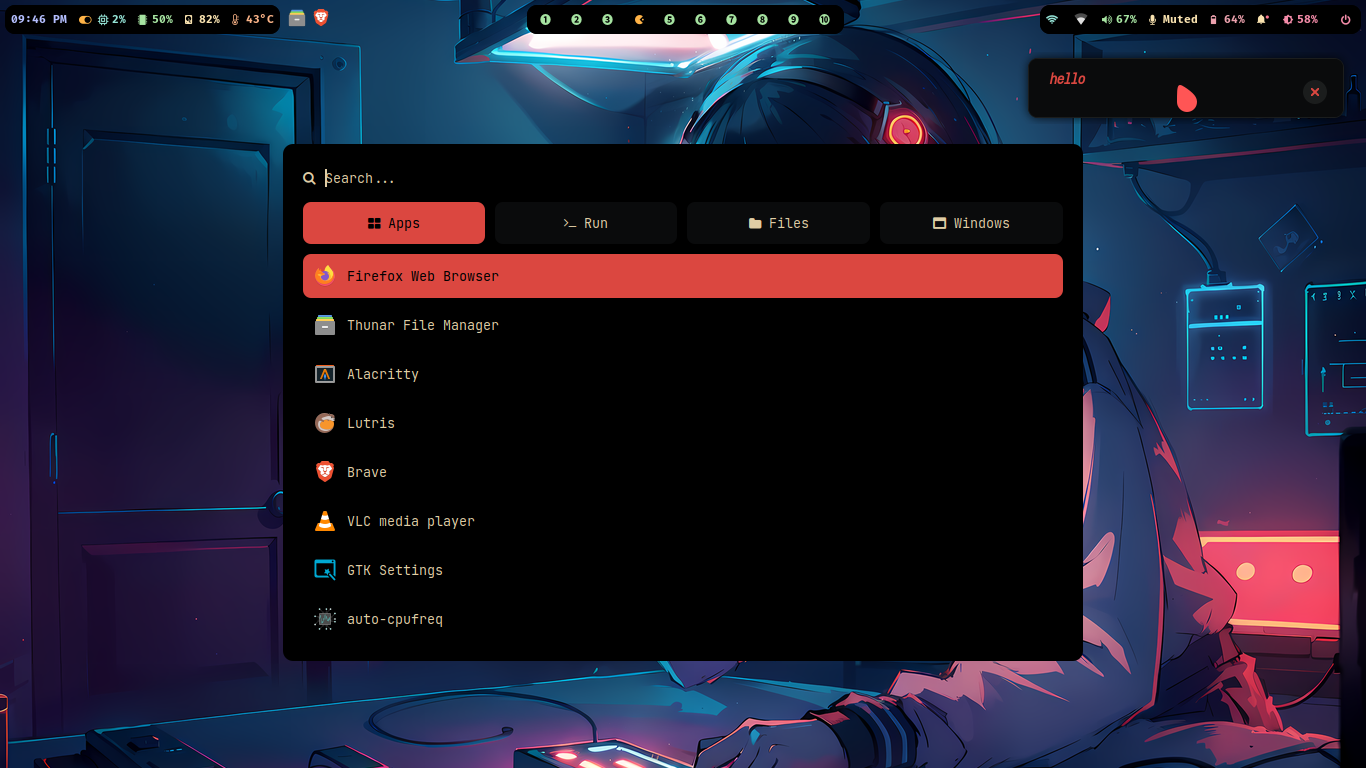 09:46 PM 2% 50% 82% 43°C
1 2 3 5 6 7 8 9 10
67% Muted 64% 58%
hello
Search...
Apps Run Files Windows
Firefox Web Browser
Thunar File Manager
Alacritty
Lutris
Brave
VLC media player
GTK Settings
auto-cpufreq